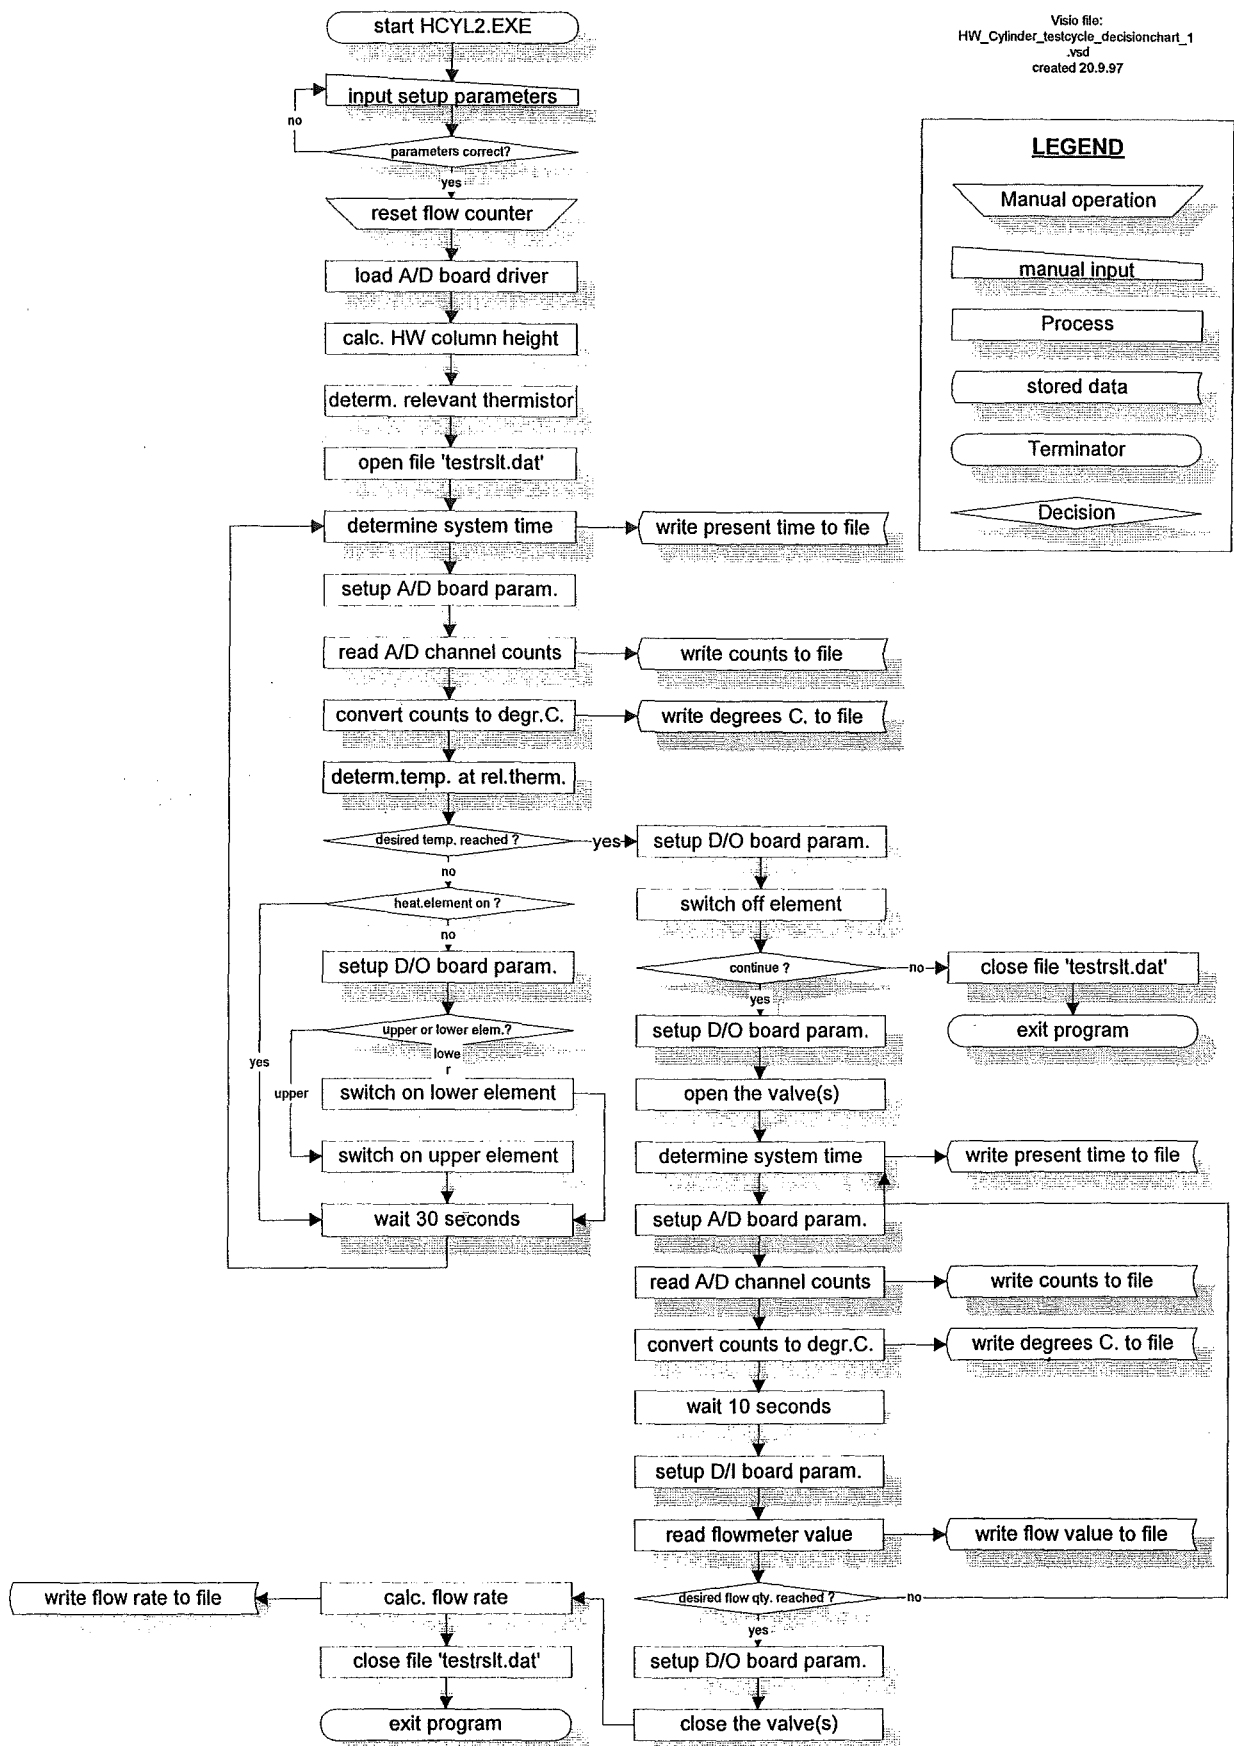 start HCYL2.EXE
Visio file:
HW_Cylinder_testcycle_decisionchart_1
.vsd
created 20.9.97
input setup parameters
no
parameters correct?
yes
reset flow counter
load A/D board driver
calc. HW column height
determ. relevant thermistor
open file 'testrslt.dat'
determine system time
write present time to file
setup A/D board param.
read A/D channel counts
write counts to file
convert counts to degr.C.
write degrees C. to file
determ.temp. at rel.therm.
desired temp. reached ?
yes
no
heat.element on ?
yes
no
setup D/O board param.
upper or lower elem.?
upper
lowe
r
switch on lower element
switch on upper element
wait 30 seconds
setup D/O board param.
switch off element
continue ?
no
close file 'testrslt.dat'
exit program
yes
setup D/O board param.
open the valve(s)
determine system time
write present time to file
setup A/D board param.
read A/D channel counts
write counts to file
convert counts to degr.C.
write degrees C. to file
wait 10 seconds
setup D/I board param.
read flowmeter value
write flow value to file
desired flow qty. reached ?
no
yes
setup D/O board param.
close the valve(s)
calc. flow rate
write flow rate to file
close file 'testrslt.dat'
exit program
LEGEND
Manual operation
manual input
Process
stored data
Terminator
Decision